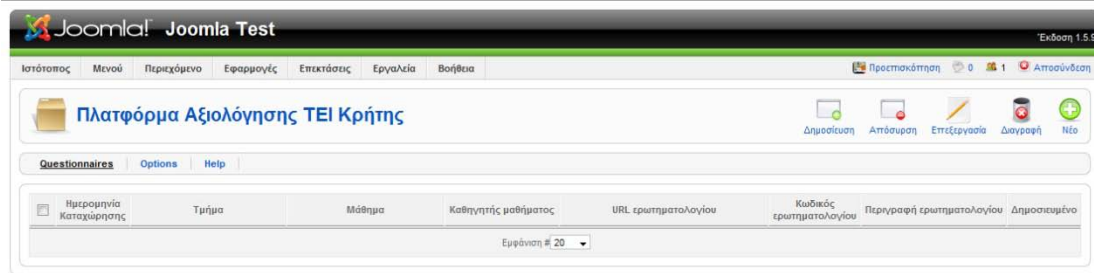 Joomla! Joomla Test
Έκδοση 1.5.9
Ιστότοπος Μενού Περιεχόμενο Εφαρμογές Επεκτάσεις Εργαλεία Βοήθεια Προεπισκόπηση 0 1 Αποσύνδεση
Πλατφόρμα Αξιολόγησης ΤΕΙ Κρήτης
Δημοσίευση Απόσυρση Επεξεργασία Διαγραφή Νέο
Questionnaires Options Help
Ημερομηνία Καταχώρησης Τμήμα Μάθημα Καθηγητής μαθήματος URL ερωτηματολογίου Κωδικός ερωτηματολογίου Περιγραφή ερωτηματολογίου Δημοσιευμένο
Εμφάνιση # 20